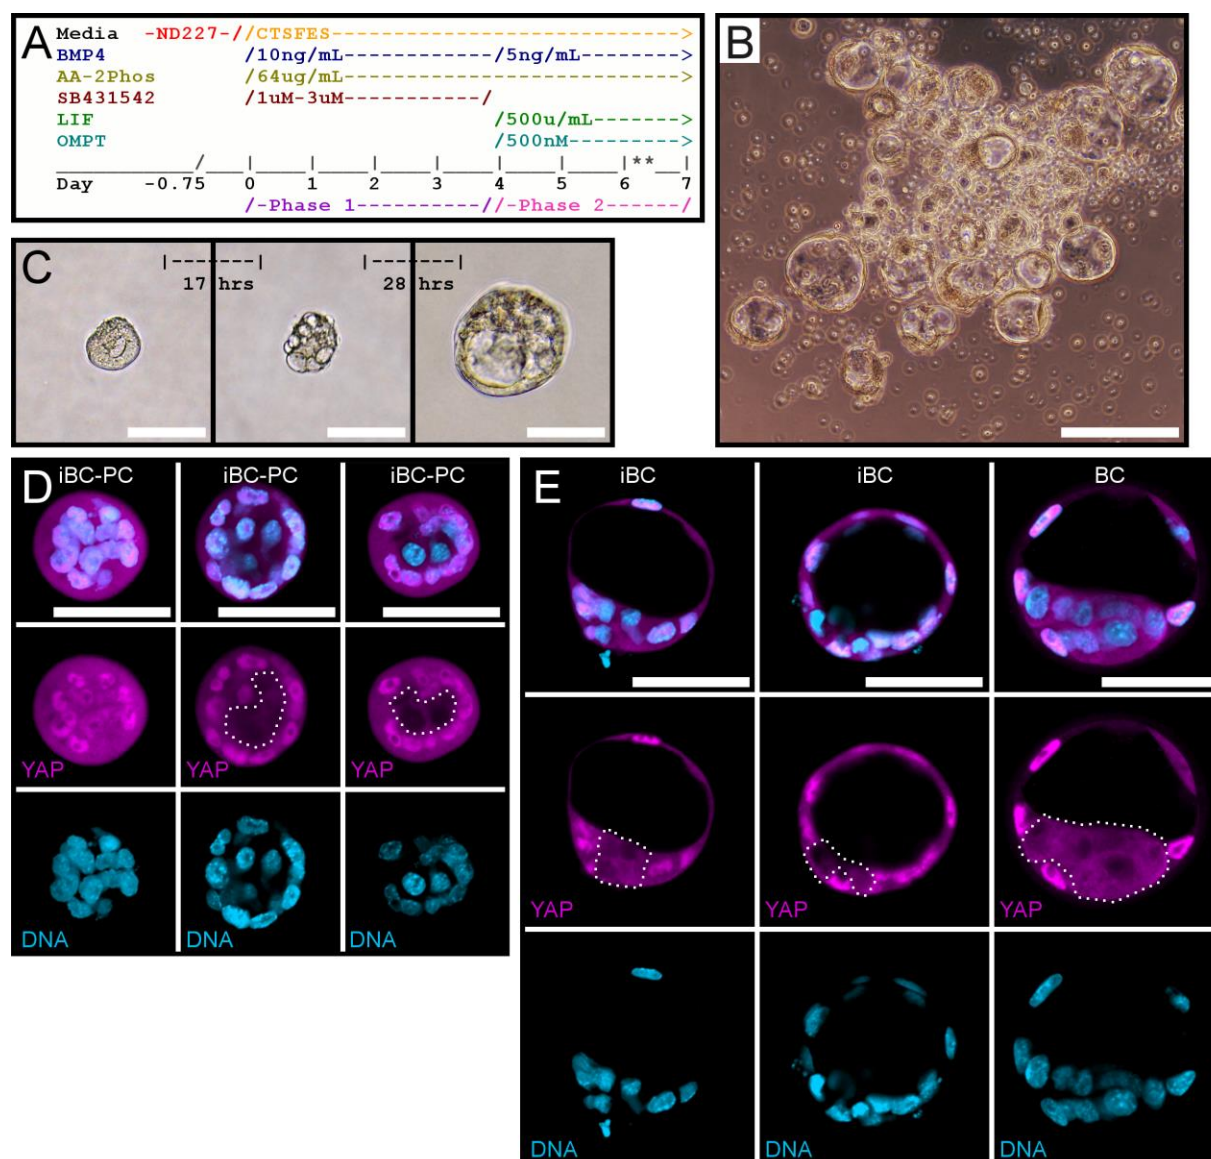 A
Media -ND227-//CTSFES----------------------------->
BMP4 /10ng/mL------------/5ng/mL--------->
AA-2Phos /64ug/mL---------------------------->
SB431542 /1uM-3uM-----------/
LIF /500u/mL------->
OMPT /500nM--------->
**
Day -0.75 0 1 2 3 4 5 6 7
/-Phase 1-----------//-Phase 2------/
B
C
|-------| |-------|
17 hrs 28 hrs
D
iBC-PC iBC-PC iBC-PC
YAP YAP YAP
DNA DNA DNA
E
iBC iBC BC
YAP YAP YAP
DNA DNA DNA